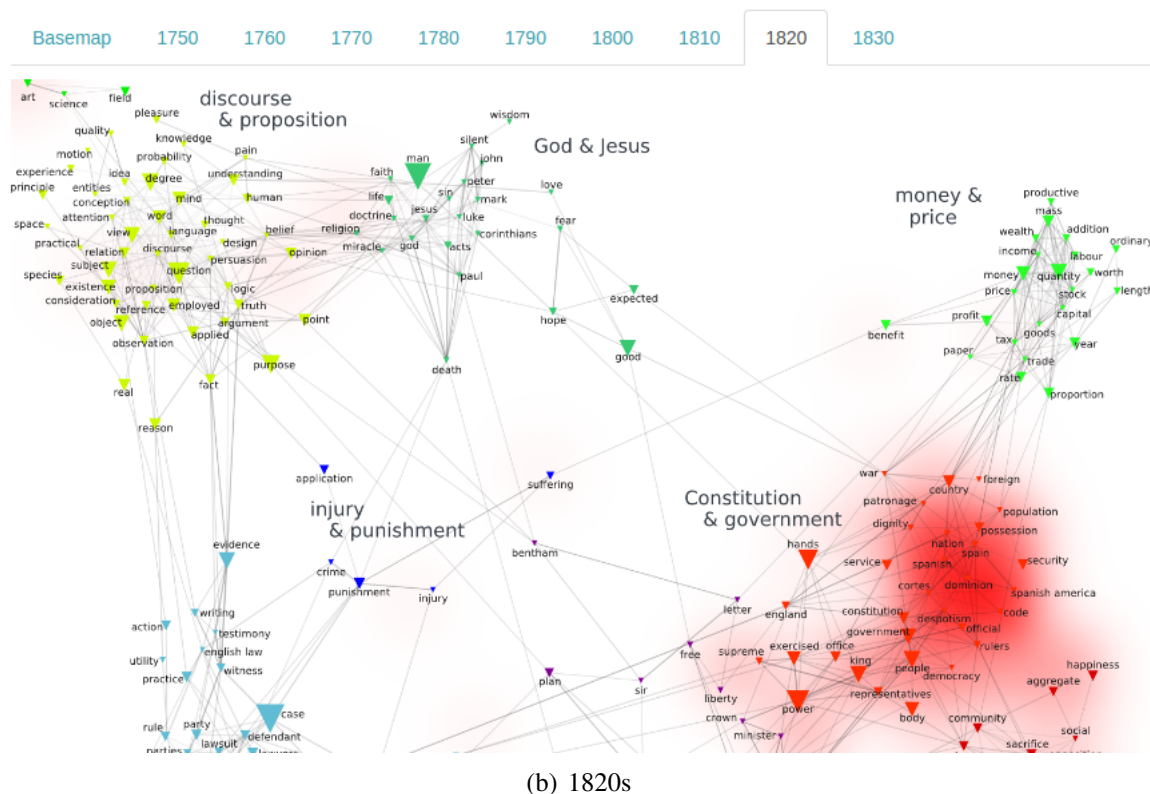 Basemap 1750 1760 1770 1780 1790 1800 1810 1820 1830
art
science
field
pleasure
quality
knowledge
motion
probability
pain
experience
idea
degree
understanding
principle
entities
conception
mind
human
attention
word
thought
space
view
language
belief
practical
discourse
design
relation
persuasion
opinion
species
subject
question
existence
proposition
logic
consideration
reference
employed
truth
object
argument
point
observation
applied
purpose
real
fact
reason
discourse
& proposition
God & Jesus
wisdom
silent
man
john
faith
peter
love
life
sin
mark
doctrine
jesus
luke
fear
religion
god
corinthians
miracle
acts
paul
expected
hope
good
death
money &
price
productive
mass
wealth
addition
ordinary
income
labour
money
quantity
worth
price
stock
length
capital
profit
benefit
goods
tax
year
paper
trade
rate
proportion
injury
& punishment
application
suffering
evidence
crime
punishment
injury
bentham
letter
free
plan
sir
liberty
crown
minister
writing
action
testimony
english law
utility
witness
practice
case
rule
party
defendant
parties
lawsuit
lawyers
Constitution
& government
war
country
foreign
patronage
population
dignity
possession
hands
nation
spain
service
spanish
security
cortes
dominion
spanish america
england
constitution
despotism
code
government
official
supreme
exercised
office
rulers
king
people
democracy
happiness
aggregate
representatives
power
body
community
social
sacrifice
(b) 1820s